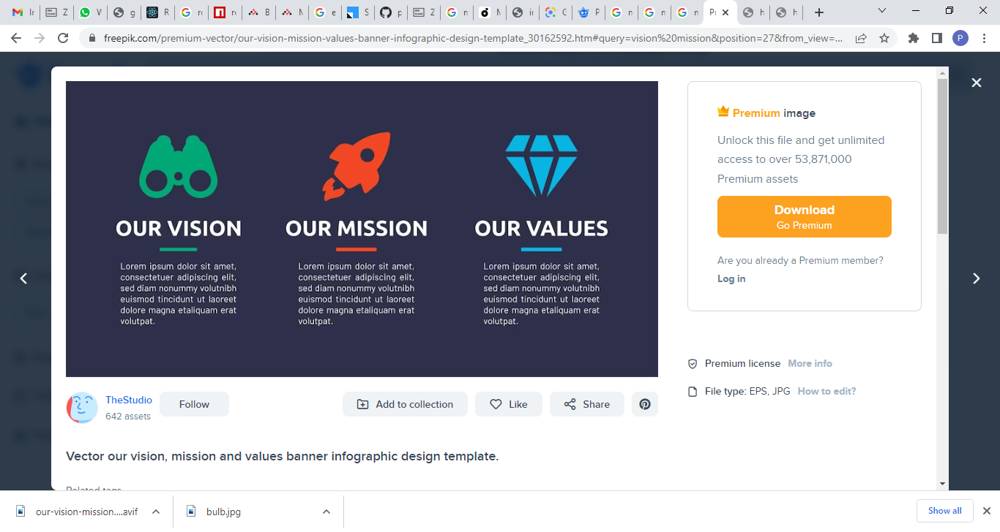 freepik.com/premium-vector/our-vision-mission-values-banner-infographic-design-template_30162592.htm#query=vision%20mission&position=27&from_view=...
P
Premium image
Unlock this file and get unlimited
access to over 53,871,000
Premium assets
Download
Go Premium
Are you already a Premium member?
Log in
OUR VISION
Lorem ipsum dolor sit amet,
consectetuer adipiscing elit,
sed diam nonummy volutnibh
euismod tincidunt ut laoreet
dolore magna etaliquam erat
volutpat.
OUR MISSION
Lorem ipsum dolor sit amet,
consectetuer adipiscing elit,
sed diam nonummy volutnibh
euismod tincidunt ut laoreet
dolore magna etaliquam erat
volutpat.
OUR VALUES
Lorem ipsum dolor sit amet,
consectetuer adipiscing elit,
sed diam nonummy volutnibh
euismod tincidunt ut laoreet
dolore magna etaliquam erat
volutpat.
Premium license More info
File type: EPS, JPG How to edit?
TheStudio
642 assets
Follow
Add to collection
Like
Share
Vector our vision, mission and values banner infographic design template.
Related tags
our-vision-mission....avif
bulb.jpg
Show all